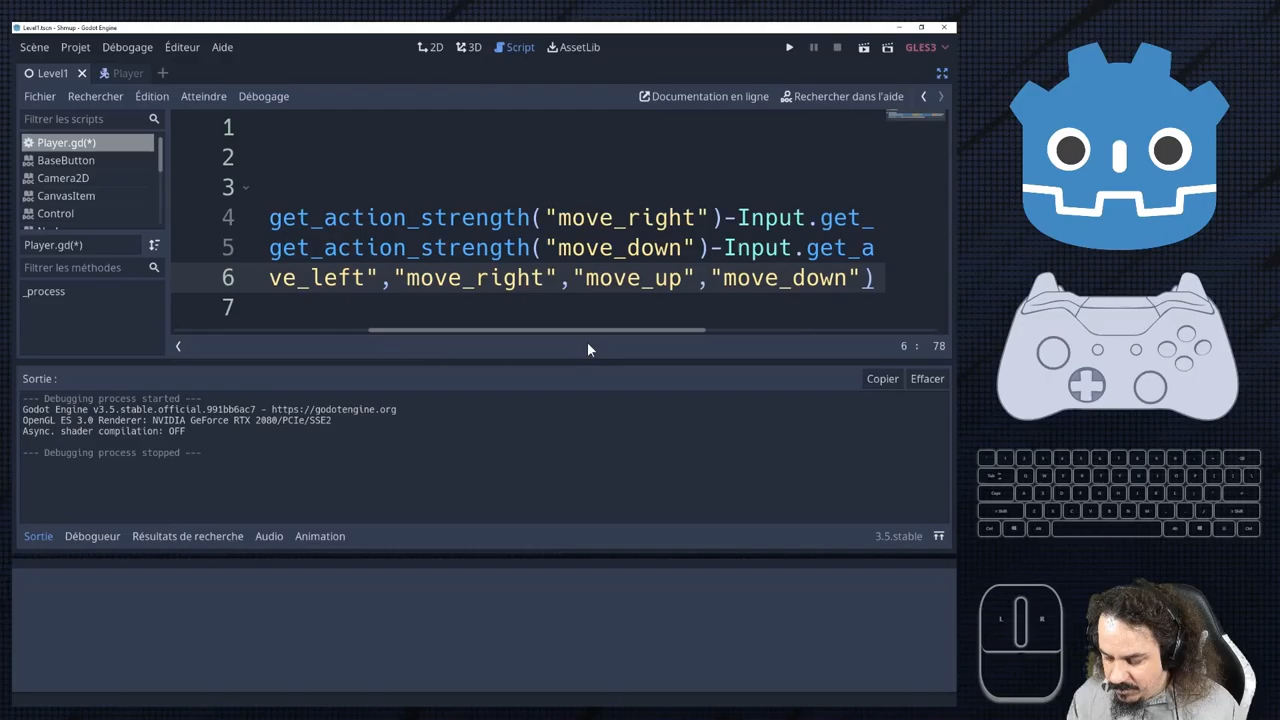 Level1.tscn - Shmup - Godot Engine
Scène Projet Débogage Éditeur Aide 2D 3D Script AssetLib GLES3
Level1 Player
Fichier Rechercher Édition Atteindre Débogage Documentation en ligne Rechercher dans l'aide
Filtrer les scripts
Player.gd(*)
BaseButton
Camera2D
CanvasItem
Control
Player.gd(*)
Filtrer les méthodes
_process
1
2
3
4 get_action_strength("move_right")-Input.get_
5 get_action_strength("move_down")-Input.get_a
6 ve_left","move_right","move_up","move_down")
7
6 : 78
Sortie :
Copier Effacer
--- Debugging process started ---
Godot Engine v3.5.stable.official.991bb6ac7 - https://godotengine.org
OpenGL ES 3.0 Renderer: NVIDIA GeForce RTX 2080/PCIe/SSE2
Async. shader compilation: OFF
--- Debugging process stopped ---
Sortie Débogueur Résultats de recherche Audio Animation 3.5.stable
L R